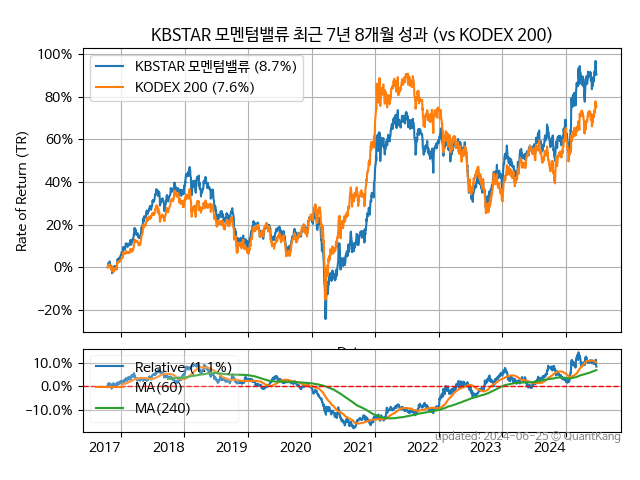 KBSTAR 모멘텀밸류 최근 7년 8개월 성과 (vs KODEX 200)
100%
80%
60%
40%
20%
0%
−20%
Rate of Return (TR)
KBSTAR 모멘텀밸류 (8.7%)
KODEX 200 (7.6%)
10.0%
0.0%
−10.0%
Relative (1.1%)
MA(60)
MA(240)
2017 2018 2019 2020 2021 2022 2023 2024
Updated: 2024-06-25 © QuantKang